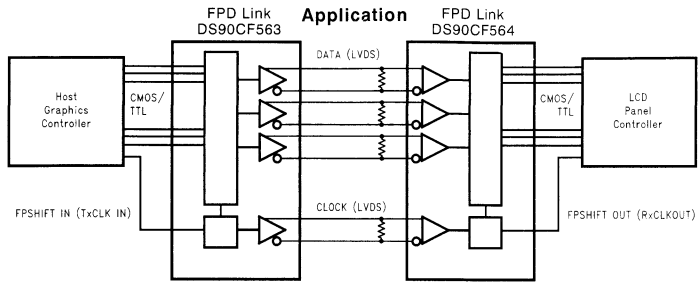 Application
FPD Link
DS90CF563
FPD Link
DS90CF564
DATA (LVDS)
Host
Graphics
Controller
CMOS/
TTL
CMOS/
TTL
LCD
Panel
Controller
FPSHIFT IN (TxCLK IN)
CLOCK (LVDS)
FPSHIFT OUT (RxCLKOUT)